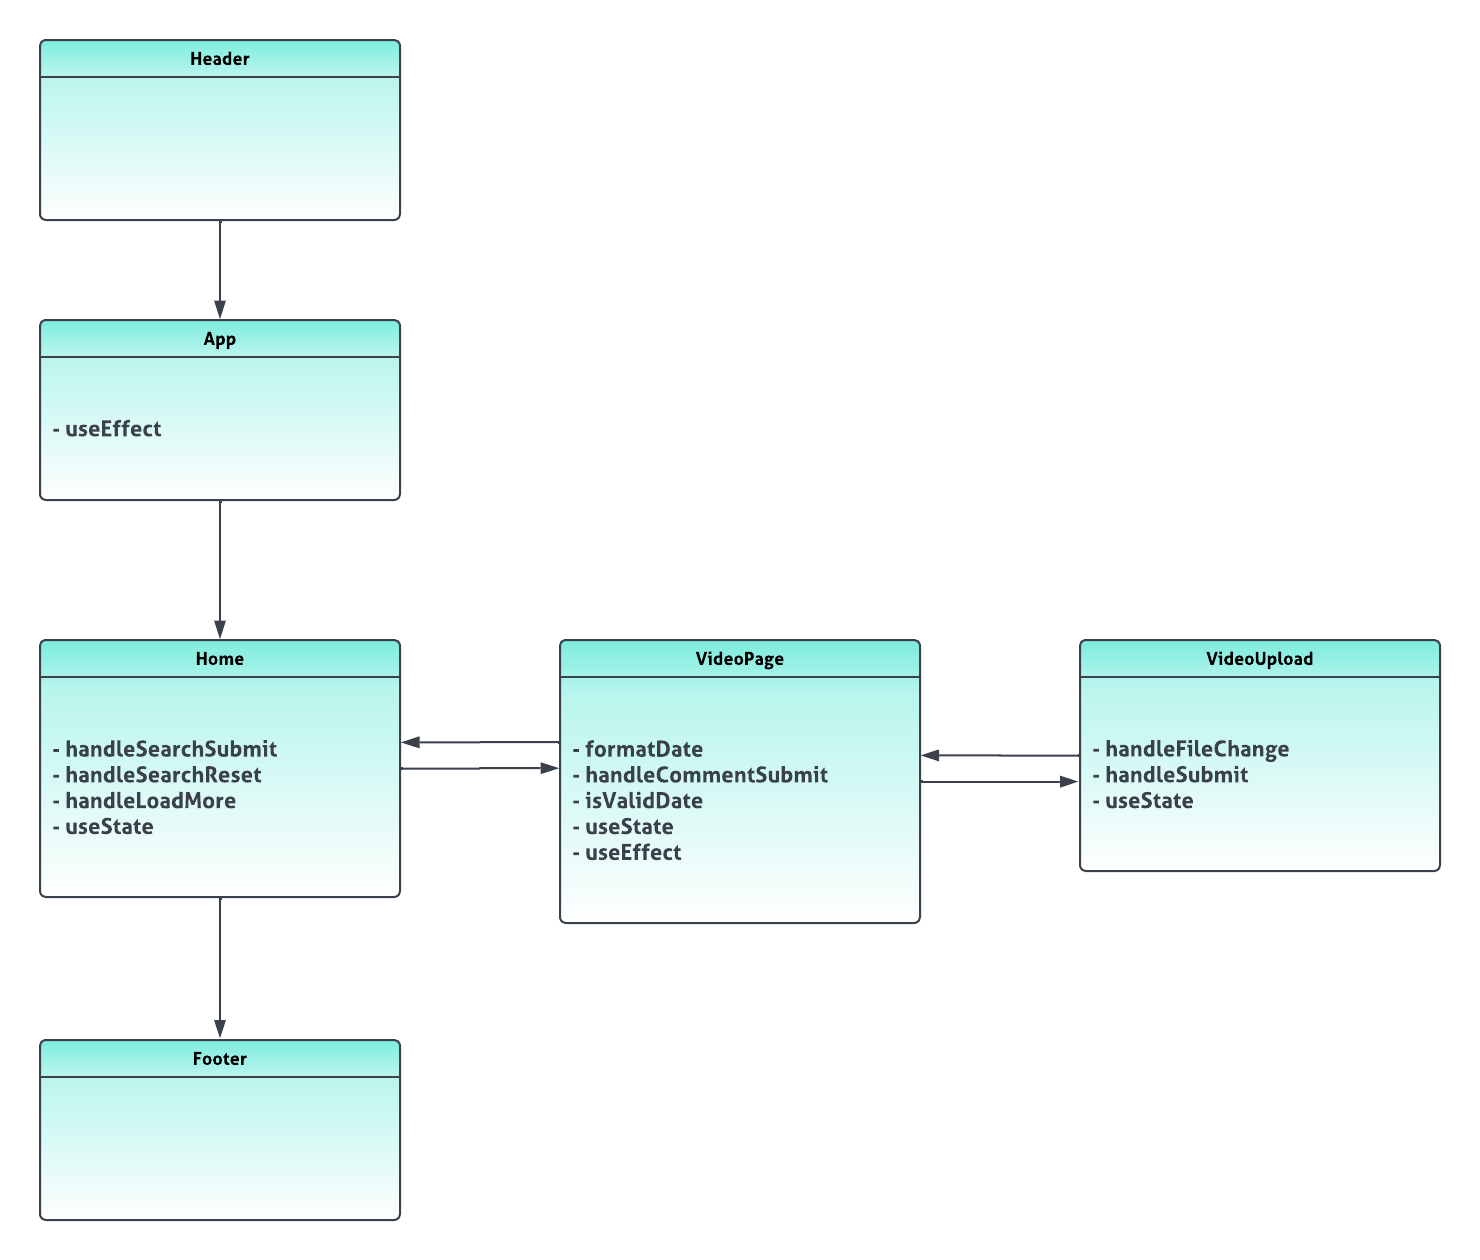 Header
App
- useEffect
Home
- handleSearchSubmit
- handleSearchReset
- handleLoadMore
- useState
VideoPage
- formatDate
- handleCommentSubmit
- isValidDate
- useState
- useEffect
VideoUpload
- handleFileChange
- handleSubmit
- useState
Footer